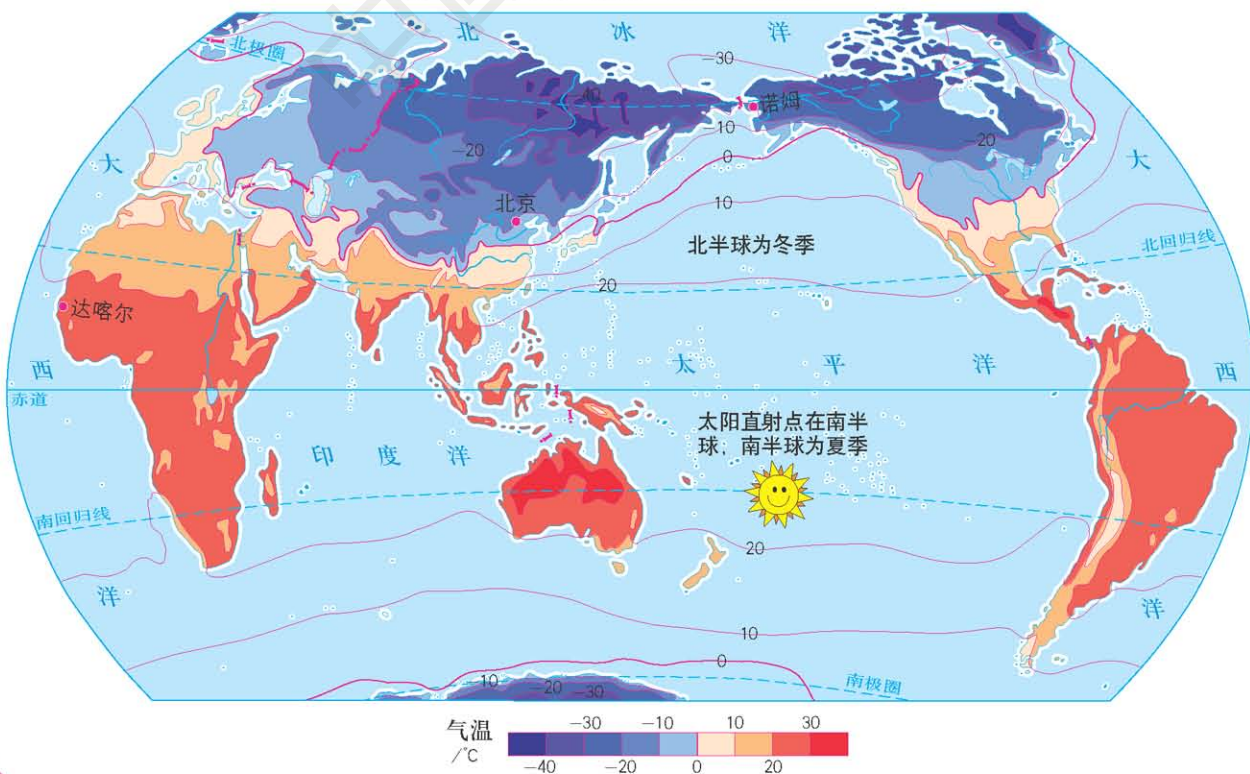 北 冰 洋
北极圈
−30
−40
诺姆
−10
0
−20
−20
大
大
10
北京
北半球为冬季
北回归线
20
达喀尔
西
太 平 洋
西
赤道
太阳直射点在南半
球，南半球为夏季
印 度 洋
南回归线
20
洋
洋
10
0
−10
−20
−30
南极圈
气温
/℃
−30 −10 10 30
−40 −20 0 20